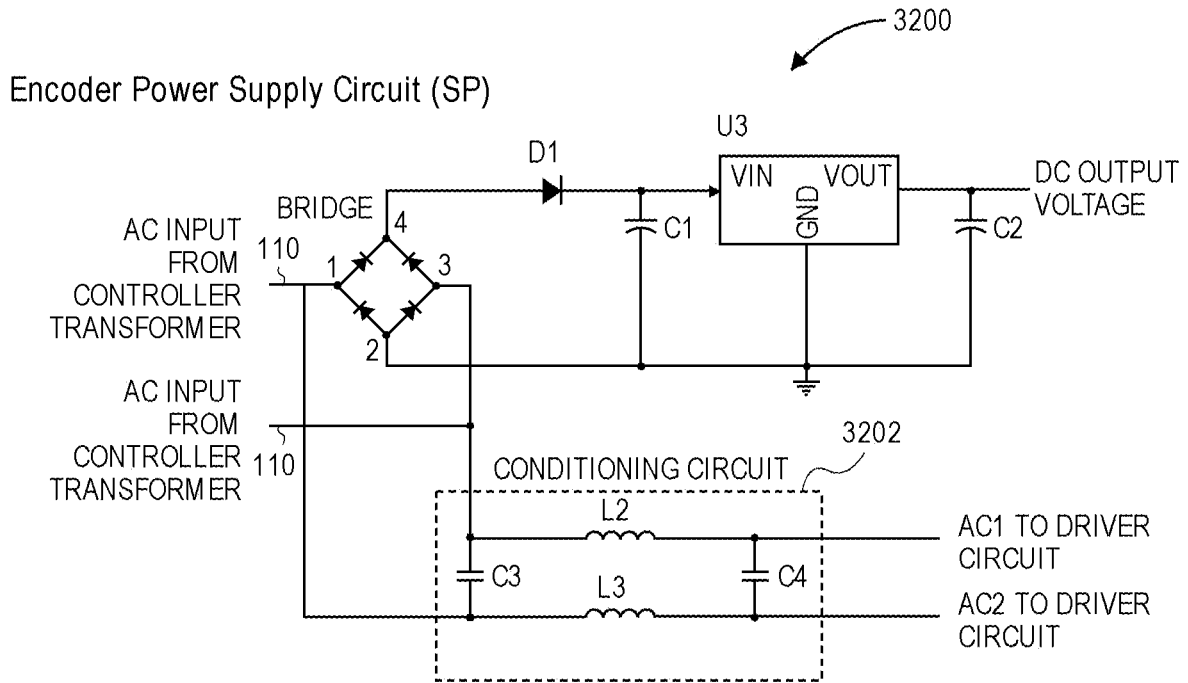 3200
Encoder Power Supply Circuit (SP)
U3
D1
VIN
VOUT
GND
DC OUTPUT
VOLTAGE
C1
C2
BRIDGE
4
1
3
2
AC INPUT
FROM
CONTROLLER
TRANSFORMER
110
AC INPUT
FROM
CONTROLLER
TRANSFORMER
110
3202
CONDITIONING CIRCUIT
L2
C3
C4
L3
AC1 TO DRIVER
CIRCUIT
AC2 TO DRIVER
CIRCUIT